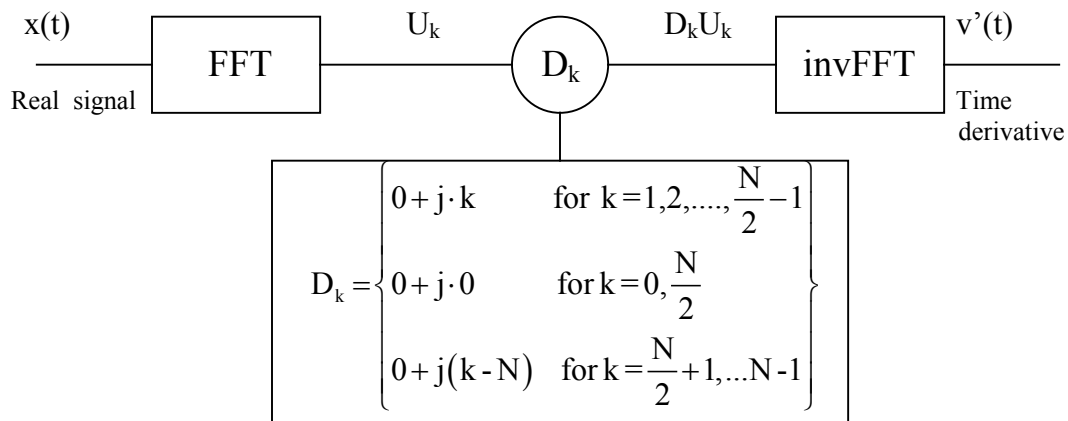 x(t) U_k D_kU_k v’(t)
FFT D_k invFFT
Real signal Time
derivative
0 + j · k for k = 1,2,....,N/2 −1
D_k = { 0 + j · 0 for k = 0, N/2 }
0 + j(k - N) for k = N/2 +1,...N -1